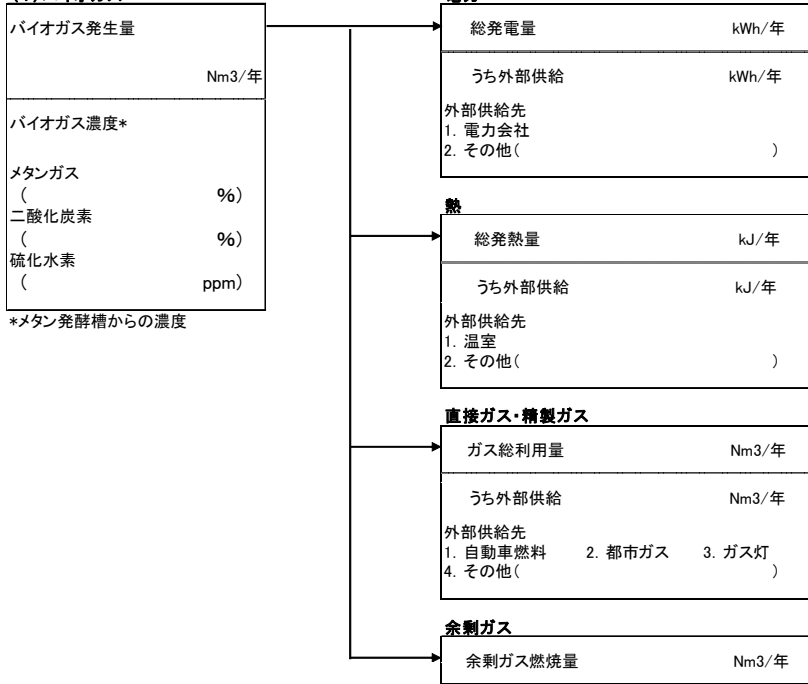 バイオガス発生量
Nm3/年
バイオガス濃度*
メタンガス
( %)
二酸化炭素
( %)
硫化水素
( ppm)
*メタン発酵槽からの濃度
総発電量 kWh/年
うち外部供給 kWh/年
外部供給先
1. 電力会社
2. その他( )
熱
総発熱量 kJ/年
うち外部供給 kJ/年
外部供給先
1. 温室
2. その他( )
直接ガス・精製ガス
ガス総利用量 Nm3/年
うち外部供給 Nm3/年
外部供給先
1. 自動車燃料 2. 都市ガス 3. ガス灯
4. その他( )
余剰ガス
余剰ガス燃焼量 Nm3/年